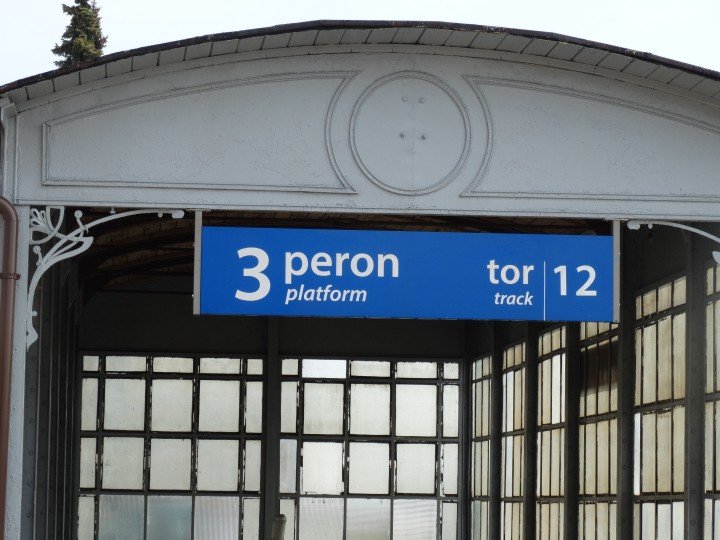 3 peron tor 12
platform track